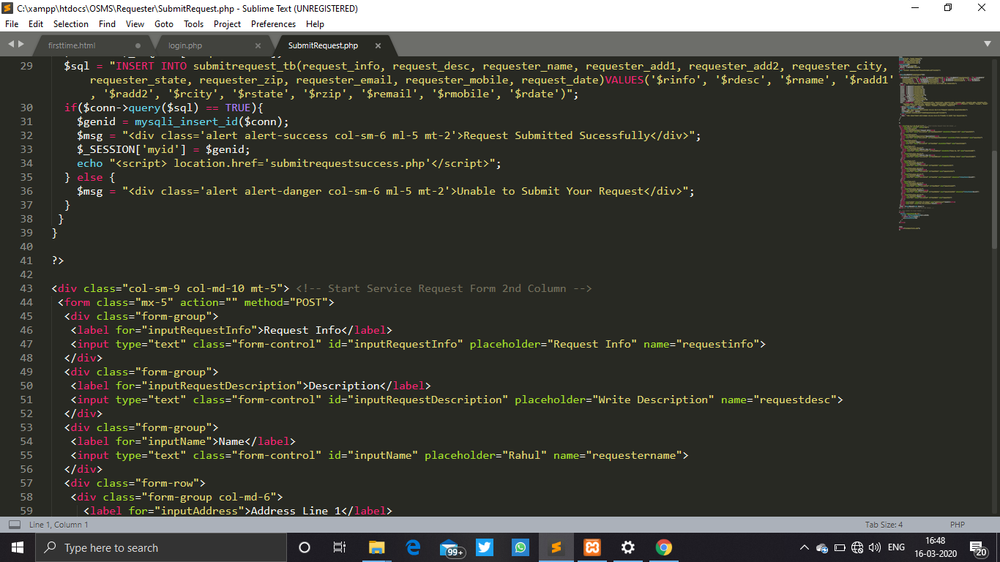 C:\xampp\htdocs\OSMS\Requester\SubmitRequest.php - Sublime Text (UNREGISTERED)
File Edit Selection Find View Goto Tools Project Preferences Help
firsttime.html login.php SubmitRequest.php
29 $sql = "INSERT INTO submitrequest_tb(request_info, request_desc, requester_name, requester_add1, requester_add2, requester_city,
requester_state, requester_zip, requester_email, requester_mobile, request_date)VALUES('$rinfo', '$rdesc', '$rname', '$radd1'
, '$radd2', '$rcity', '$rstate', '$rzip', '$remail', '$rmobile', '$rdate')";
30 if($conn->query($sql) == TRUE){
31 $genid = mysqli_insert_id($conn);
32 $msg = "<div class='alert alert-success col-sm-6 ml-5 mt-2'>Request Submitted Sucessfully</div>";
33 $_SESSION['myid'] = $genid;
34 echo "<script> location.href='submitrequestsuccess.php'</script>";
35 } else {
36 $msg = "<div class='alert alert-danger col-sm-6 ml-5 mt-2'>Unable to Submit Your Request</div>";
37 }
38 }
39 }
40
41 ?>
42
43 <div class="col-sm-9 col-md-10 mt-5"> <!-- Start Service Request Form 2nd Column -->
44 <form class="mx-5" action="" method="POST">
45 <div class="form-group">
46 <label for="inputRequestInfo">Request Info</label>
47 <input type="text" class="form-control" id="inputRequestInfo" placeholder="Request Info" name="requestinfo">
48 </div>
49 <div class="form-group">
50 <label for="inputRequestDescription">Description</label>
51 <input type="text" class="form-control" id="inputRequestDescription" placeholder="Write Description" name="requestdesc">
52 </div>
53 <div class="form-group">
54 <label for="inputName">Name</label>
55 <input type="text" class="form-control" id="inputName" placeholder="Rahul" name="requestername">
56 </div>
57 <div class="form-row">
58 <div class="form-group col-md-6">
59 <label for="inputAddress">Address Line 1</label>
Line 1, Column 1 Tab Size: 4 PHP
Type here to search 99+ ENG 16:48
16-03-2020 20